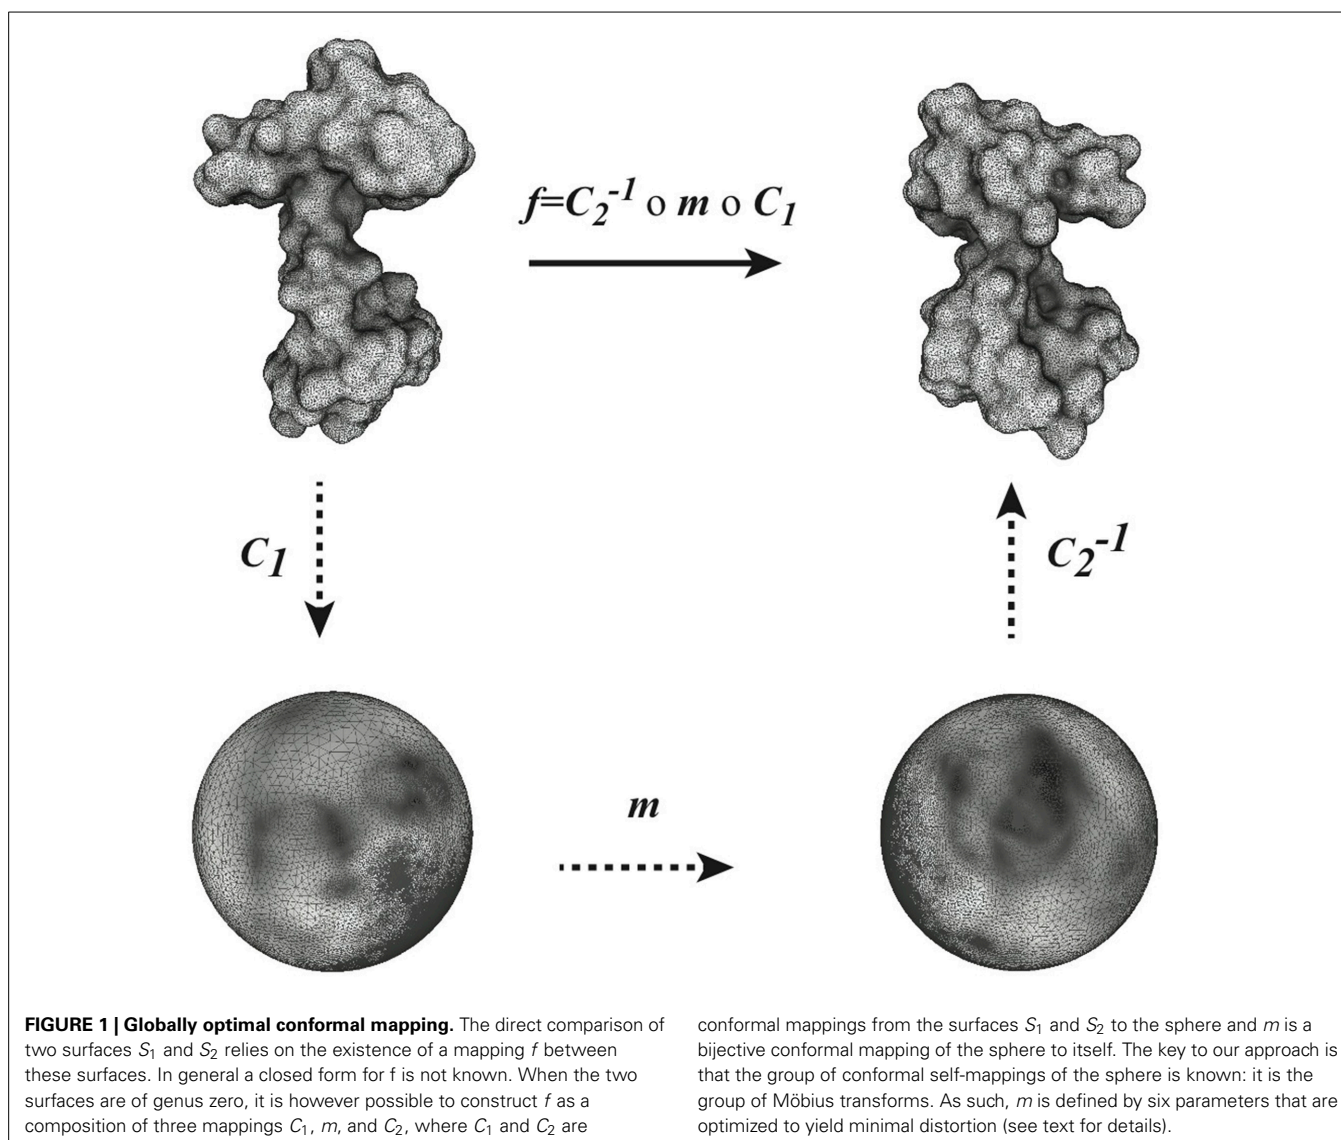 f=C₂⁻¹ o m o C₁
C₁
C₂⁻¹
m
FIGURE 1 | Globally optimal conformal mapping. The direct comparison of
two surfaces S₁ and S₂ relies on the existence of a mapping f between
these surfaces. In general a closed form for f is not known. When the two
surfaces are of genus zero, it is however possible to construct f as a
composition of three mappings C₁, m, and C₂, where C₁ and C₂ are
conformal mappings from the surfaces S₁ and S₂ to the sphere and m is a
bijective conformal mapping of the sphere to itself. The key to our approach is
that the group of conformal self-mappings of the sphere is known: it is the
group of Möbius transforms. As such, m is defined by six parameters that are
optimized to yield minimal distortion (see text for details).